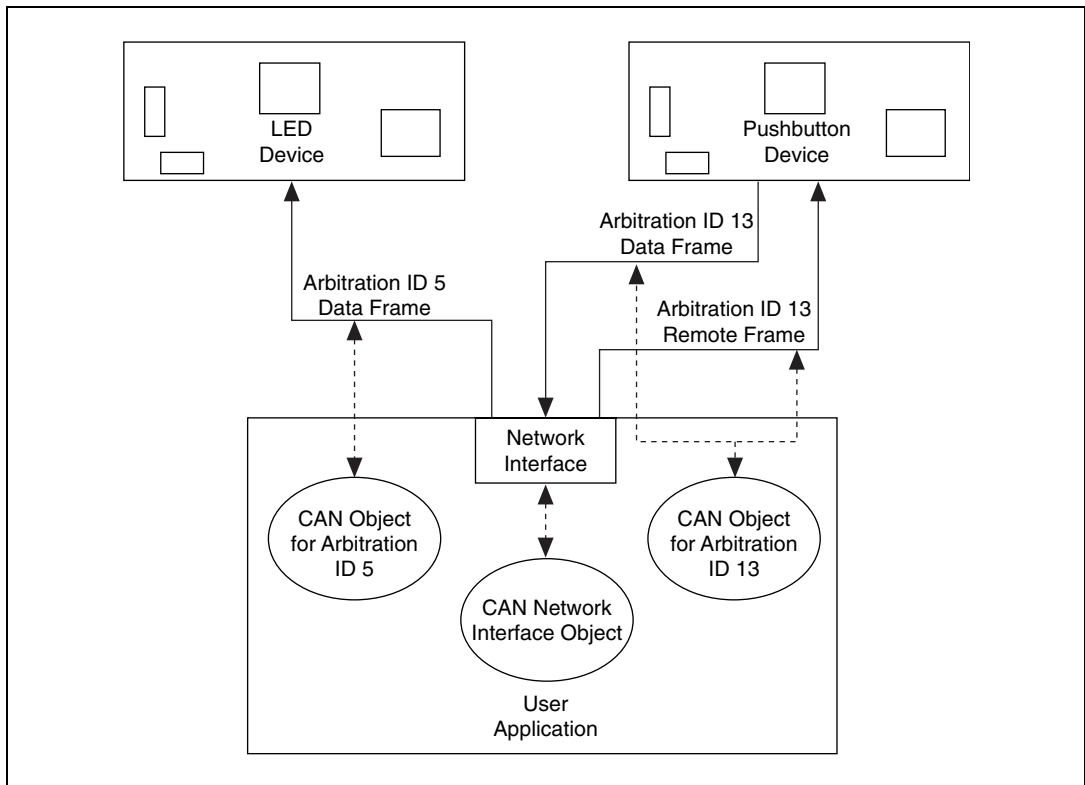 LED
Device
Pushbutton
Device
Arbitration ID 13
Data Frame
Arbitration ID 5
Data Frame
Arbitration ID 13
Remote Frame
Network
Interface
CAN Object
for Arbitration
ID 5
CAN Object
for Arbitration
ID 13
CAN Network
Interface Object
User
Application